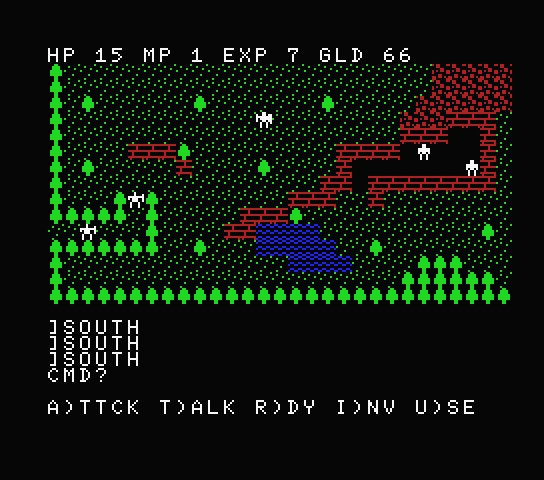 HP 15 MP 1 EXP 7 GLD 66
]SOUTH
]SOUTH
]SOUTH
CMD?
A)TTCK T)ALK R)DY I)NV U)SE